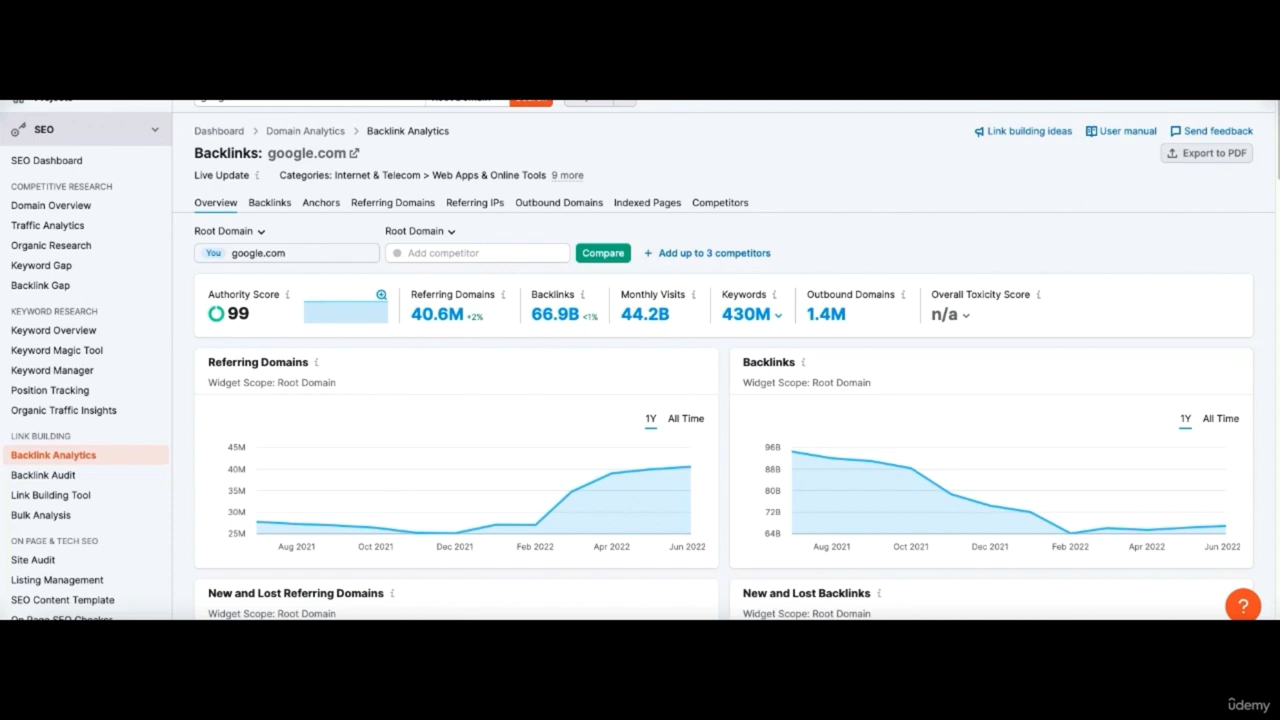 SEO
SEO Dashboard
COMPETITIVE RESEARCH
Domain Overview
Traffic Analytics
Organic Research
Keyword Gap
Backlink Gap
KEYWORD RESEARCH
Keyword Overview
Keyword Magic Tool
Keyword Manager
Position Tracking
Organic Traffic Insights
LINK BUILDING
Backlink Analytics
Backlink Audit
Link Building Tool
Bulk Analysis
ON PAGE & TECH SEO
Site Audit
Listing Management
SEO Content Template
On Page SEO Checker
Dashboard > Domain Analytics > Backlink Analytics
Link building ideas User manual Send feedback
Backlinks: google.com
Export to PDF
Live Update i Categories: Internet & Telecom > Web Apps & Online Tools 9 more
Overview Backlinks Anchors Referring Domains Referring IPs Outbound Domains Indexed Pages Competitors
Root Domain Root Domain
You google.com Add competitor Compare + Add up to 3 competitors
Authority Score i Referring Domains i Backlinks i Monthly Visits i Keywords i Outbound Domains i Overall Toxicity Score i
99 40.6M +2% 66.9B <1% 44.2B 430M 1.4M n/a
Referring Domains i
Widget Scope: Root Domain
1Y All Time
45M
40M
35M
30M
25M
Aug 2021 Oct 2021 Dec 2021 Feb 2022 Apr 2022 Jun 2022
Backlinks i
Widget Scope: Root Domain
1Y All Time
96B
88B
80B
72B
64B
Aug 2021 Oct 2021 Dec 2021 Feb 2022 Apr 2022 Jun 2022
New and Lost Referring Domains i
Widget Scope: Root Domain
New and Lost Backlinks i
Widget Scope: Root Domain
?
ûdemy